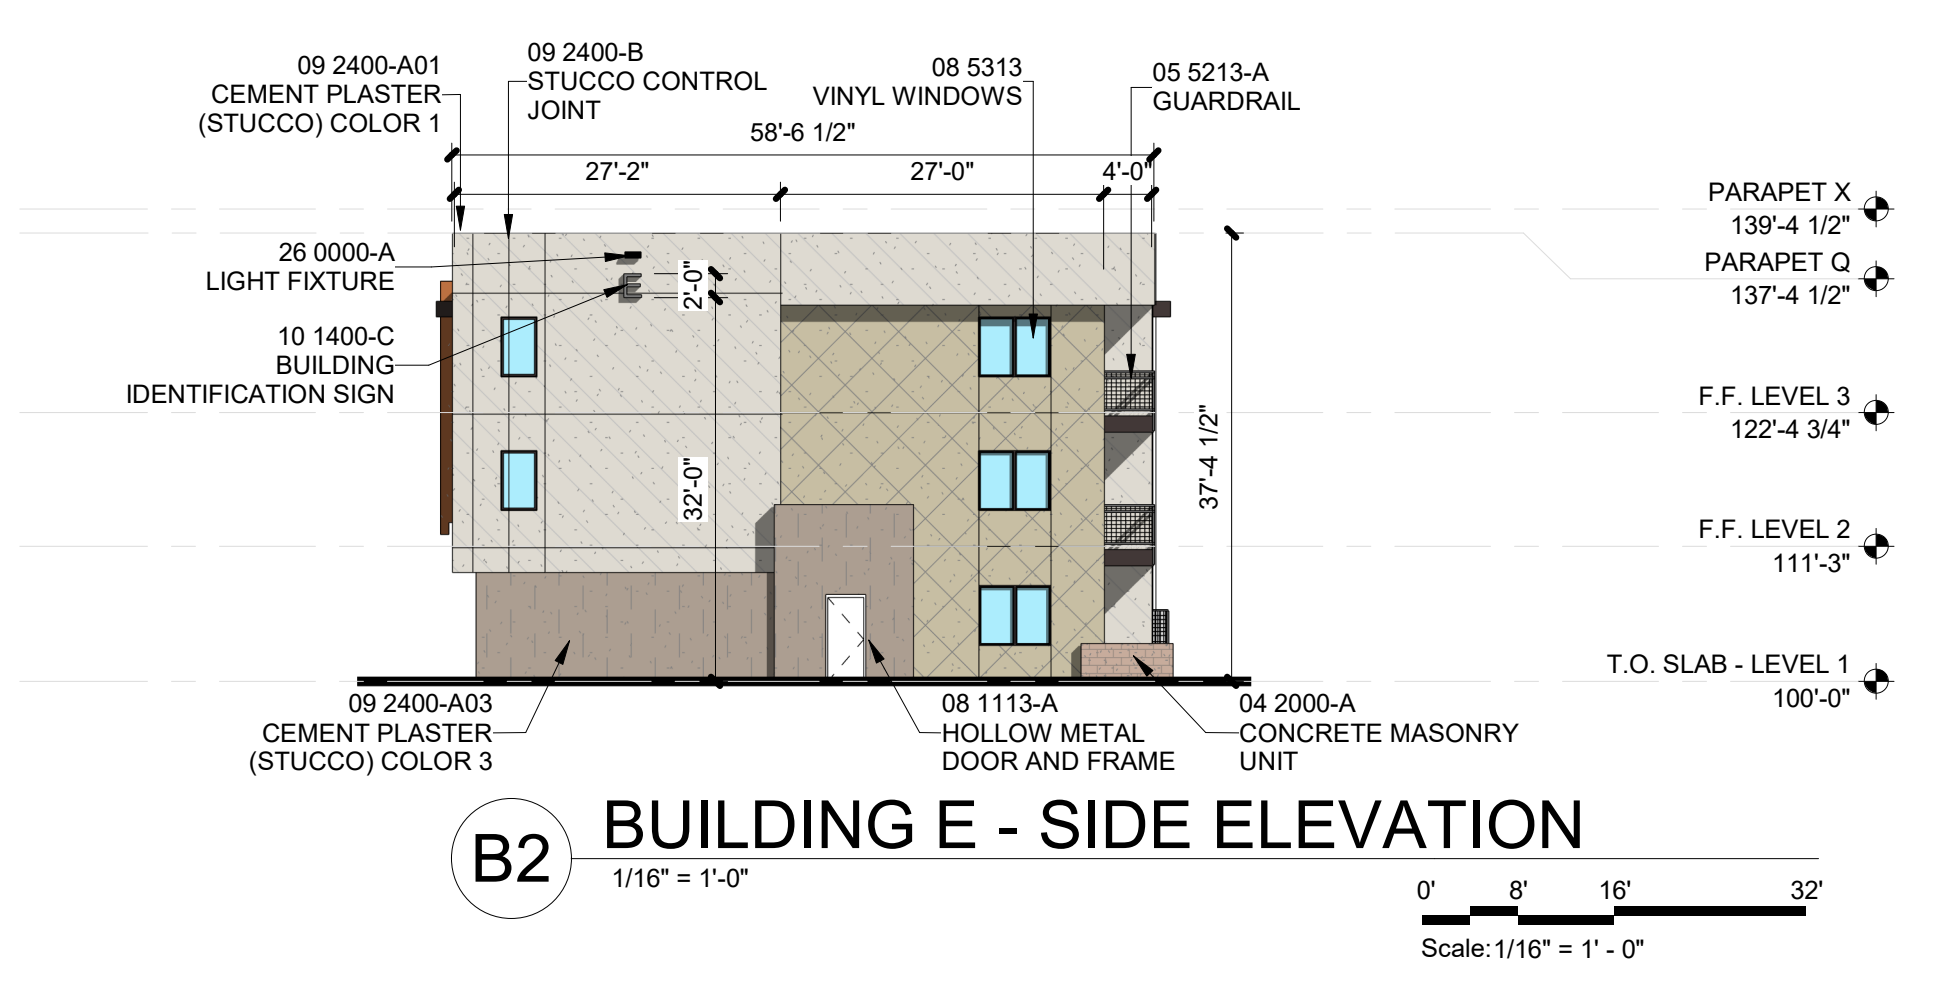 09 2400-A01
CEMENT PLASTER
(STUCCO) COLOR 1
09 2400-B
STUCCO CONTROL
JOINT
08 5313
VINYL WINDOWS
05 5213-A
GUARDRAIL
58'-6 1/2"
27'-2"
27'-0"
4'-0"
PARAPET X
139'-4 1/2"
PARAPET Q
137'-4 1/2"
26 0000-A
LIGHT FIXTURE
2'-0"
E
10 1400-C
BUILDING
IDENTIFICATION SIGN
32'-0"
37'-4 1/2"
F.F. LEVEL 3
122'-4 3/4"
F.F. LEVEL 2
111'-3"
T.O. SLAB - LEVEL 1
100'-0"
09 2400-A03
CEMENT PLASTER
(STUCCO) COLOR 3
08 1113-A
HOLLOW METAL
DOOR AND FRAME
04 2000-A
CONCRETE MASONRY
UNIT
B2
BUILDING E - SIDE ELEVATION
1/16" = 1'-0"
0' 8' 16' 32'
Scale: 1/16" = 1' - 0"